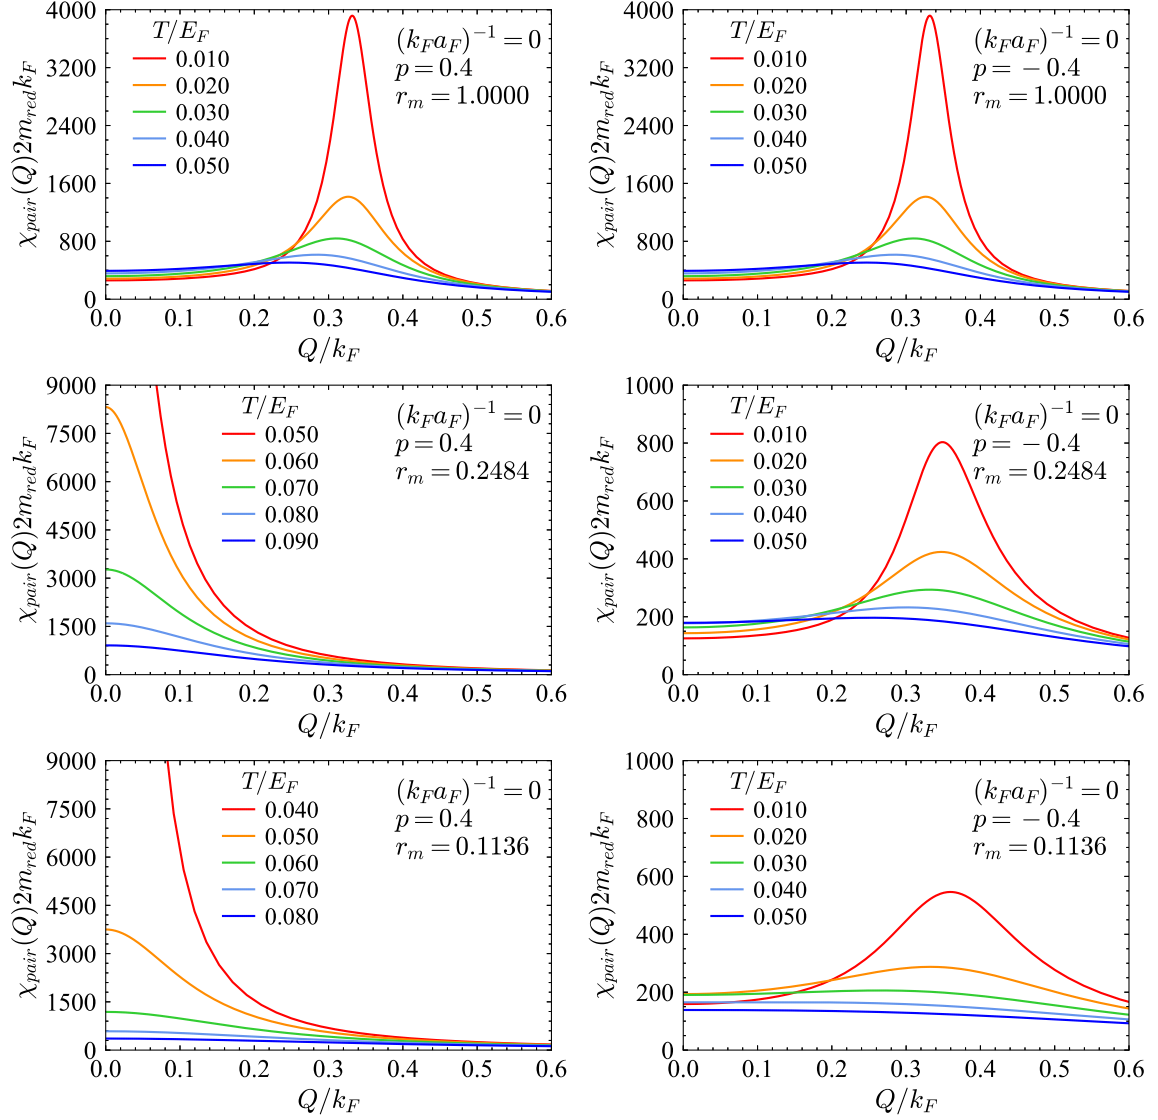 χ_pair(Q)2m_red k_F
4000
3200
2400
1600
800
0
T/E_F
0.010
0.020
0.030
0.040
0.050
(k_F a_F)⁻¹ = 0
p = 0.4
r_m = 1.0000
0.0 0.1 0.2 0.3 0.4 0.5 0.6
Q/k_F
χ_pair(Q)2m_red k_F
4000
3200
2400
1600
800
0
T/E_F
0.010
0.020
0.030
0.040
0.050
(k_F a_F)⁻¹ = 0
p = −0.4
r_m = 1.0000
0.0 0.1 0.2 0.3 0.4 0.5 0.6
Q/k_F
χ_pair(Q)2m_red k_F
9000
7500
6000
4500
3000
1500
0
T/E_F
0.050
0.060
0.070
0.080
0.090
(k_F a_F)⁻¹ = 0
p = 0.4
r_m = 0.2484
0.0 0.1 0.2 0.3 0.4 0.5 0.6
Q/k_F
χ_pair(Q)2m_red k_F
1000
800
600
400
200
0
T/E_F
0.010
0.020
0.030
0.040
0.050
(k_F a_F)⁻¹ = 0
p = −0.4
r_m = 0.2484
0.0 0.1 0.2 0.3 0.4 0.5 0.6
Q/k_F
χ_pair(Q)2m_red k_F
9000
7500
6000
4500
3000
1500
0
T/E_F
0.040
0.050
0.060
0.070
0.080
(k_F a_F)⁻¹ = 0
p = 0.4
r_m = 0.1136
0.0 0.1 0.2 0.3 0.4 0.5 0.6
Q/k_F
χ_pair(Q)2m_red k_F
1000
800
600
400
200
0
T/E_F
0.010
0.020
0.030
0.040
0.050
(k_F a_F)⁻¹ = 0
p = −0.4
r_m = 0.1136
0.0 0.1 0.2 0.3 0.4 0.5 0.6
Q/k_F